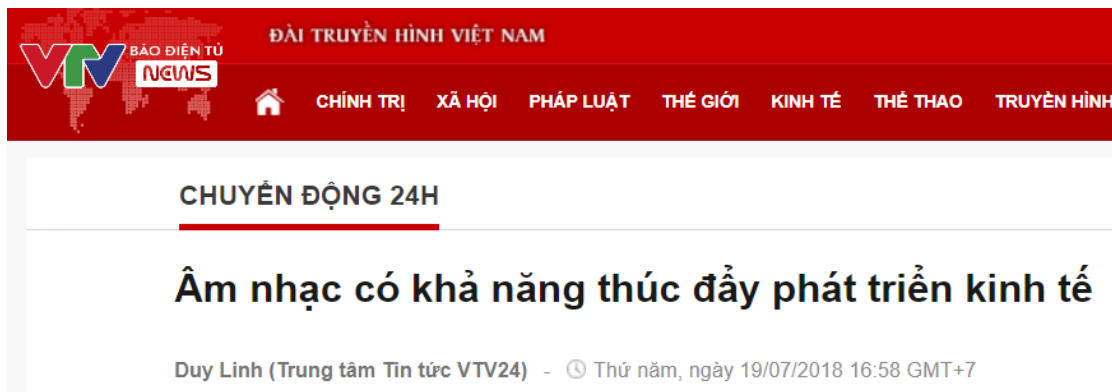 ĐÀI TRUYỀN HÌNH VIỆT NAM
VTV BÁO ĐIỆN TỬ
NEWS
CHÍNH TRỊ XÃ HỘI PHÁP LUẬT THẾ GIỚI KINH TẾ THỂ THAO TRUYỀN HÌNH
CHUYỂN ĐỘNG 24H
Âm nhạc có khả năng thúc đẩy phát triển kinh tế
Duy Linh (Trung tâm Tin tức VTV24) - Thứ năm, ngày 19/07/2018 16:58 GMT+7